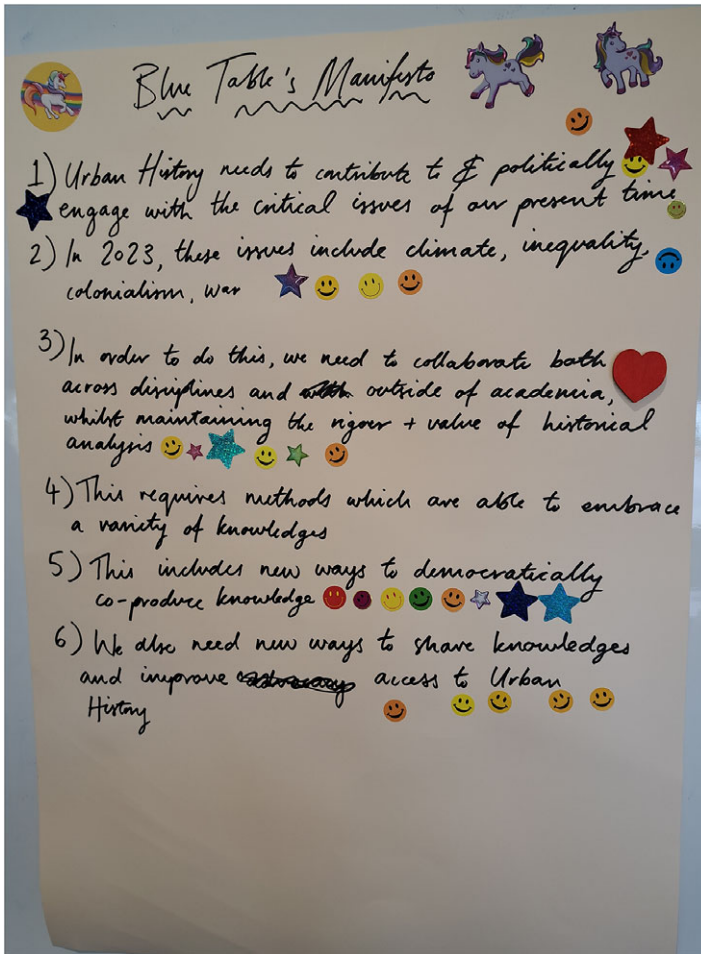 Blue Table's Manifesto
1) Urban History needs to contribute to & politically
engage with the critical issues of our present time
2) In 2023, these issues include climate, inequality,
colonialism, war
3) In order to do this, we need to collaborate both
across disciplines and outside of academia,
whilst maintaining the rigour + value of historical
analysis
4) This requires methods which are able to embrace
a variety of knowledges
5) This includes new ways to democratically
co-produce knowledge
6) We also need new ways to share knowledges
and improve access to Urban
History